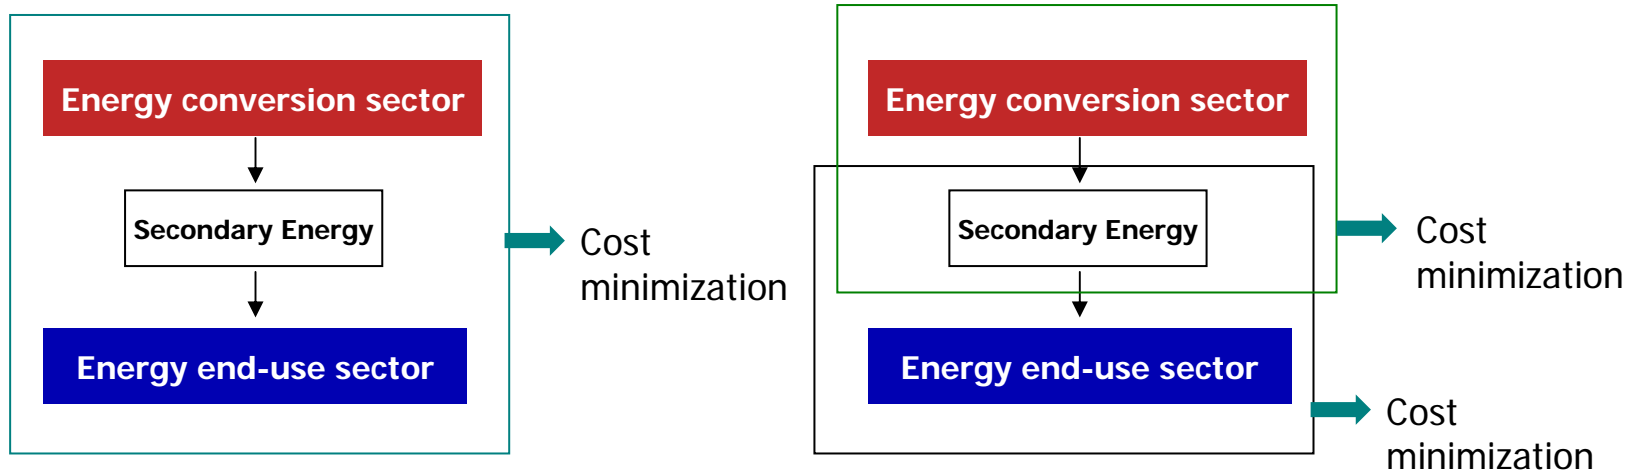 Energy conversion sector
Secondary Energy
Energy end-use sector
Cost
minimization
Energy conversion sector
Secondary Energy
Energy end-use sector
Cost
minimization
Cost
minimization